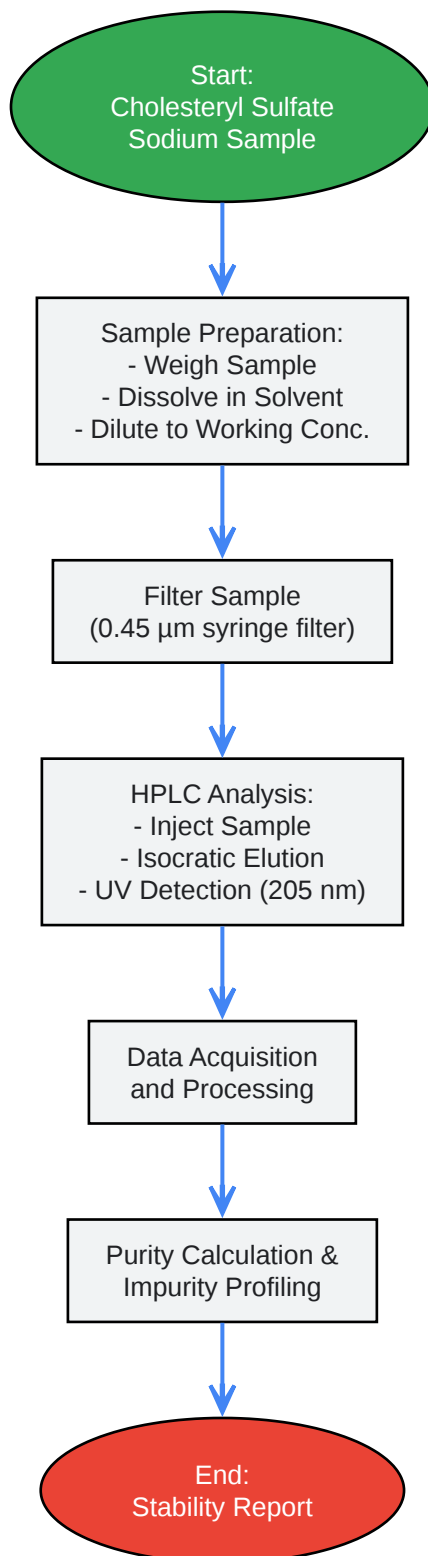 Start:
Cholesteryl Sulfate
Sodium Sample
Sample Preparation:
- Weigh Sample
- Dissolve in Solvent
- Dilute to Working Conc.
Filter Sample
(0.45 µm syringe filter)
HPLC Analysis:
- Inject Sample
- Isocratic Elution
- UV Detection (205 nm)
Data Acquisition
and Processing
Purity Calculation &
Impurity Profiling
End:
Stability Report